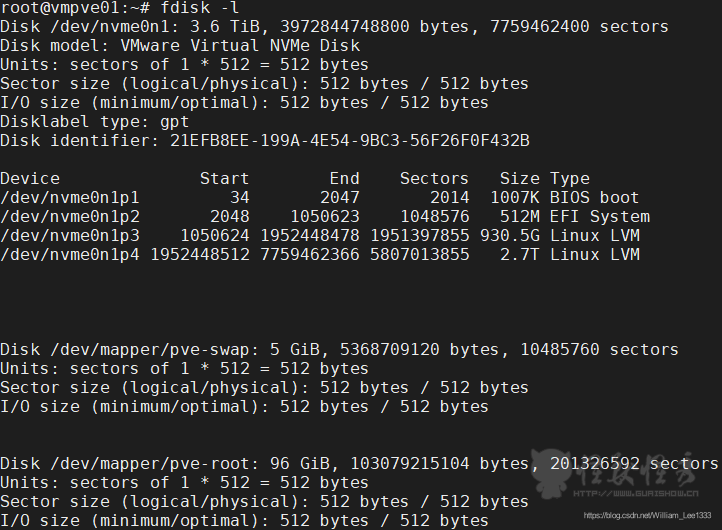 root@vmpve01:~# fdisk -l
Disk /dev/nvme0n1: 3.6 TiB, 3972844748800 bytes, 7759462400 sectors
Disk model: VMware Virtual NVMe Disk
Units: sectors of 1 * 512 = 512 bytes
Sector size (logical/physical): 512 bytes / 512 bytes
I/O size (minimum/optimal): 512 bytes / 512 bytes
Disklabel type: gpt
Disk identifier: 21EFB8EE-199A-4E54-9BC3-56F26F0F432B
Device Start End Sectors Size Type
/dev/nvme0n1p1 34 2047 2014 1007K BIOS boot
/dev/nvme0n1p2 2048 1050623 1048576 512M EFI System
/dev/nvme0n1p3 1050624 1952448478 1951397855 930.5G Linux LVM
/dev/nvme0n1p4 1952448512 7759462366 5807013855 2.7T Linux LVM
Disk /dev/mapper/pve-swap: 5 GiB, 5368709120 bytes, 10485760 sectors
Units: sectors of 1 * 512 = 512 bytes
Sector size (logical/physical): 512 bytes / 512 bytes
I/O size (minimum/optimal): 512 bytes / 512 bytes
Disk /dev/mapper/pve-root: 96 GiB, 103079215104 bytes, 201326592 sectors
Units: sectors of 1 * 512 = 512 bytes
Sector size (logical/physical): 512 bytes / 512 bytes
I/O size (minimum/optimal): 512 bytes / 512 bytes
怪敗怪易
HTTP://WWW.GURISHOW.CN
https://blog.csdn.net/William_Lee1333